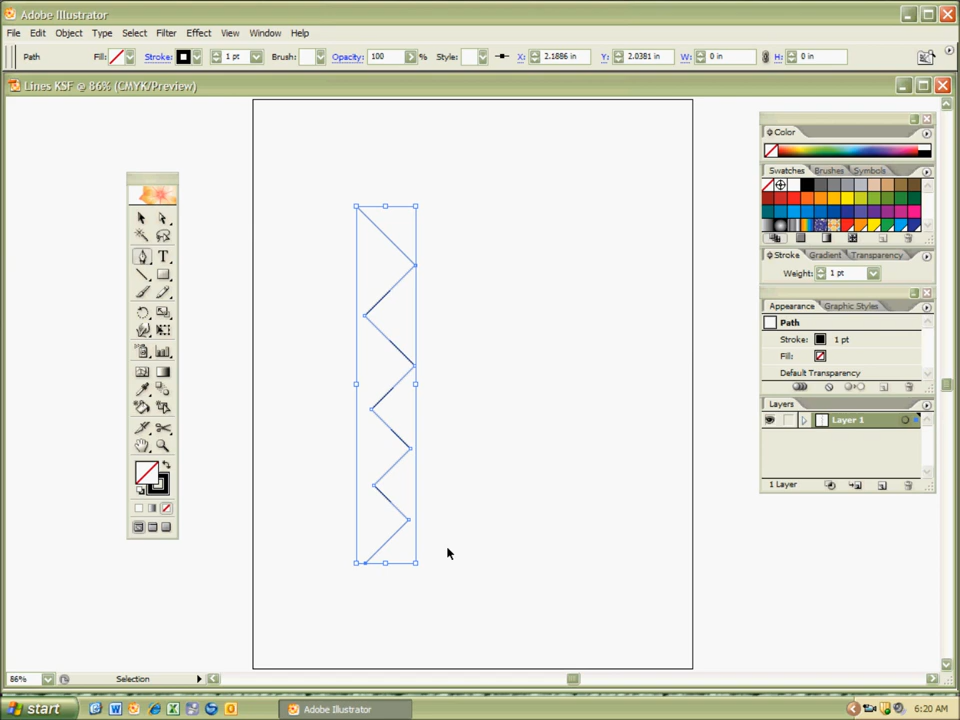 Adobe Illustrator
File Edit Object Type Select Filter Effect View Window Help
Path Fill: Stroke: 1 pt Brush: Opacity: 100 % Style: X: 2.1886 in Y: 2.0381 in W: 0 in H: 0 in
Lines KSF @ 86% (CMYK/Preview)
Color
Swatches Brushes Symbols
Stroke Gradient Transparency
Weight: 1 pt
Appearance Graphic Styles
Path
Stroke: 1 pt
Fill:
Default Transparency
Layers
Layer 1
1 Layer
T
86% Selection
start Adobe Illustrator 6:20 AM